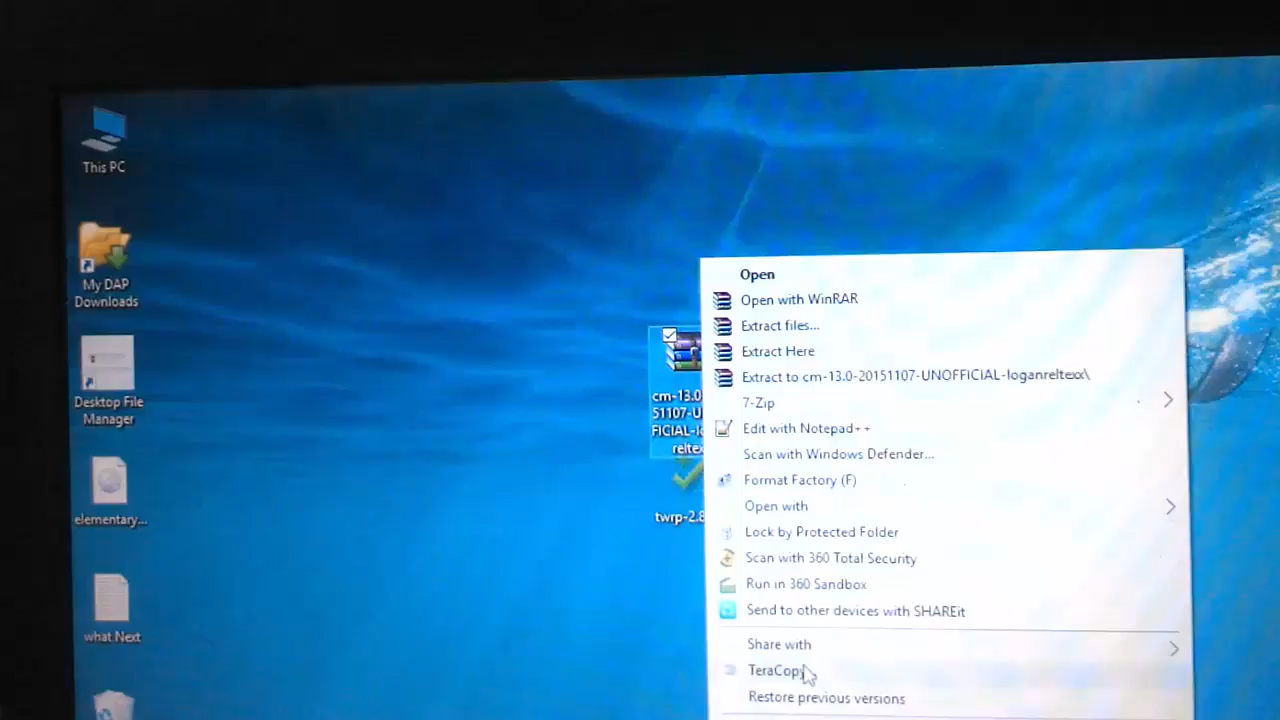 This PC
My DAP
Downloads
Desktop File
Manager
elementary...
what.Next
cm-13.0
51107-U
FICIAL-lo
reltex
twrp-2.8
Open
Open with WinRAR
Extract files...
Extract Here
Extract to cm-13.0-20151107-UNOFFICIAL-loganreltexx\
7-Zip
Edit with Notepad++
Scan with Windows Defender...
Format Factory (F)
Open with
Lock by Protected Folder
Scan with 360 Total Security
Run in 360 Sandbox
Send to other devices with SHAREit
Share with
TeraCopy
Restore previous versions